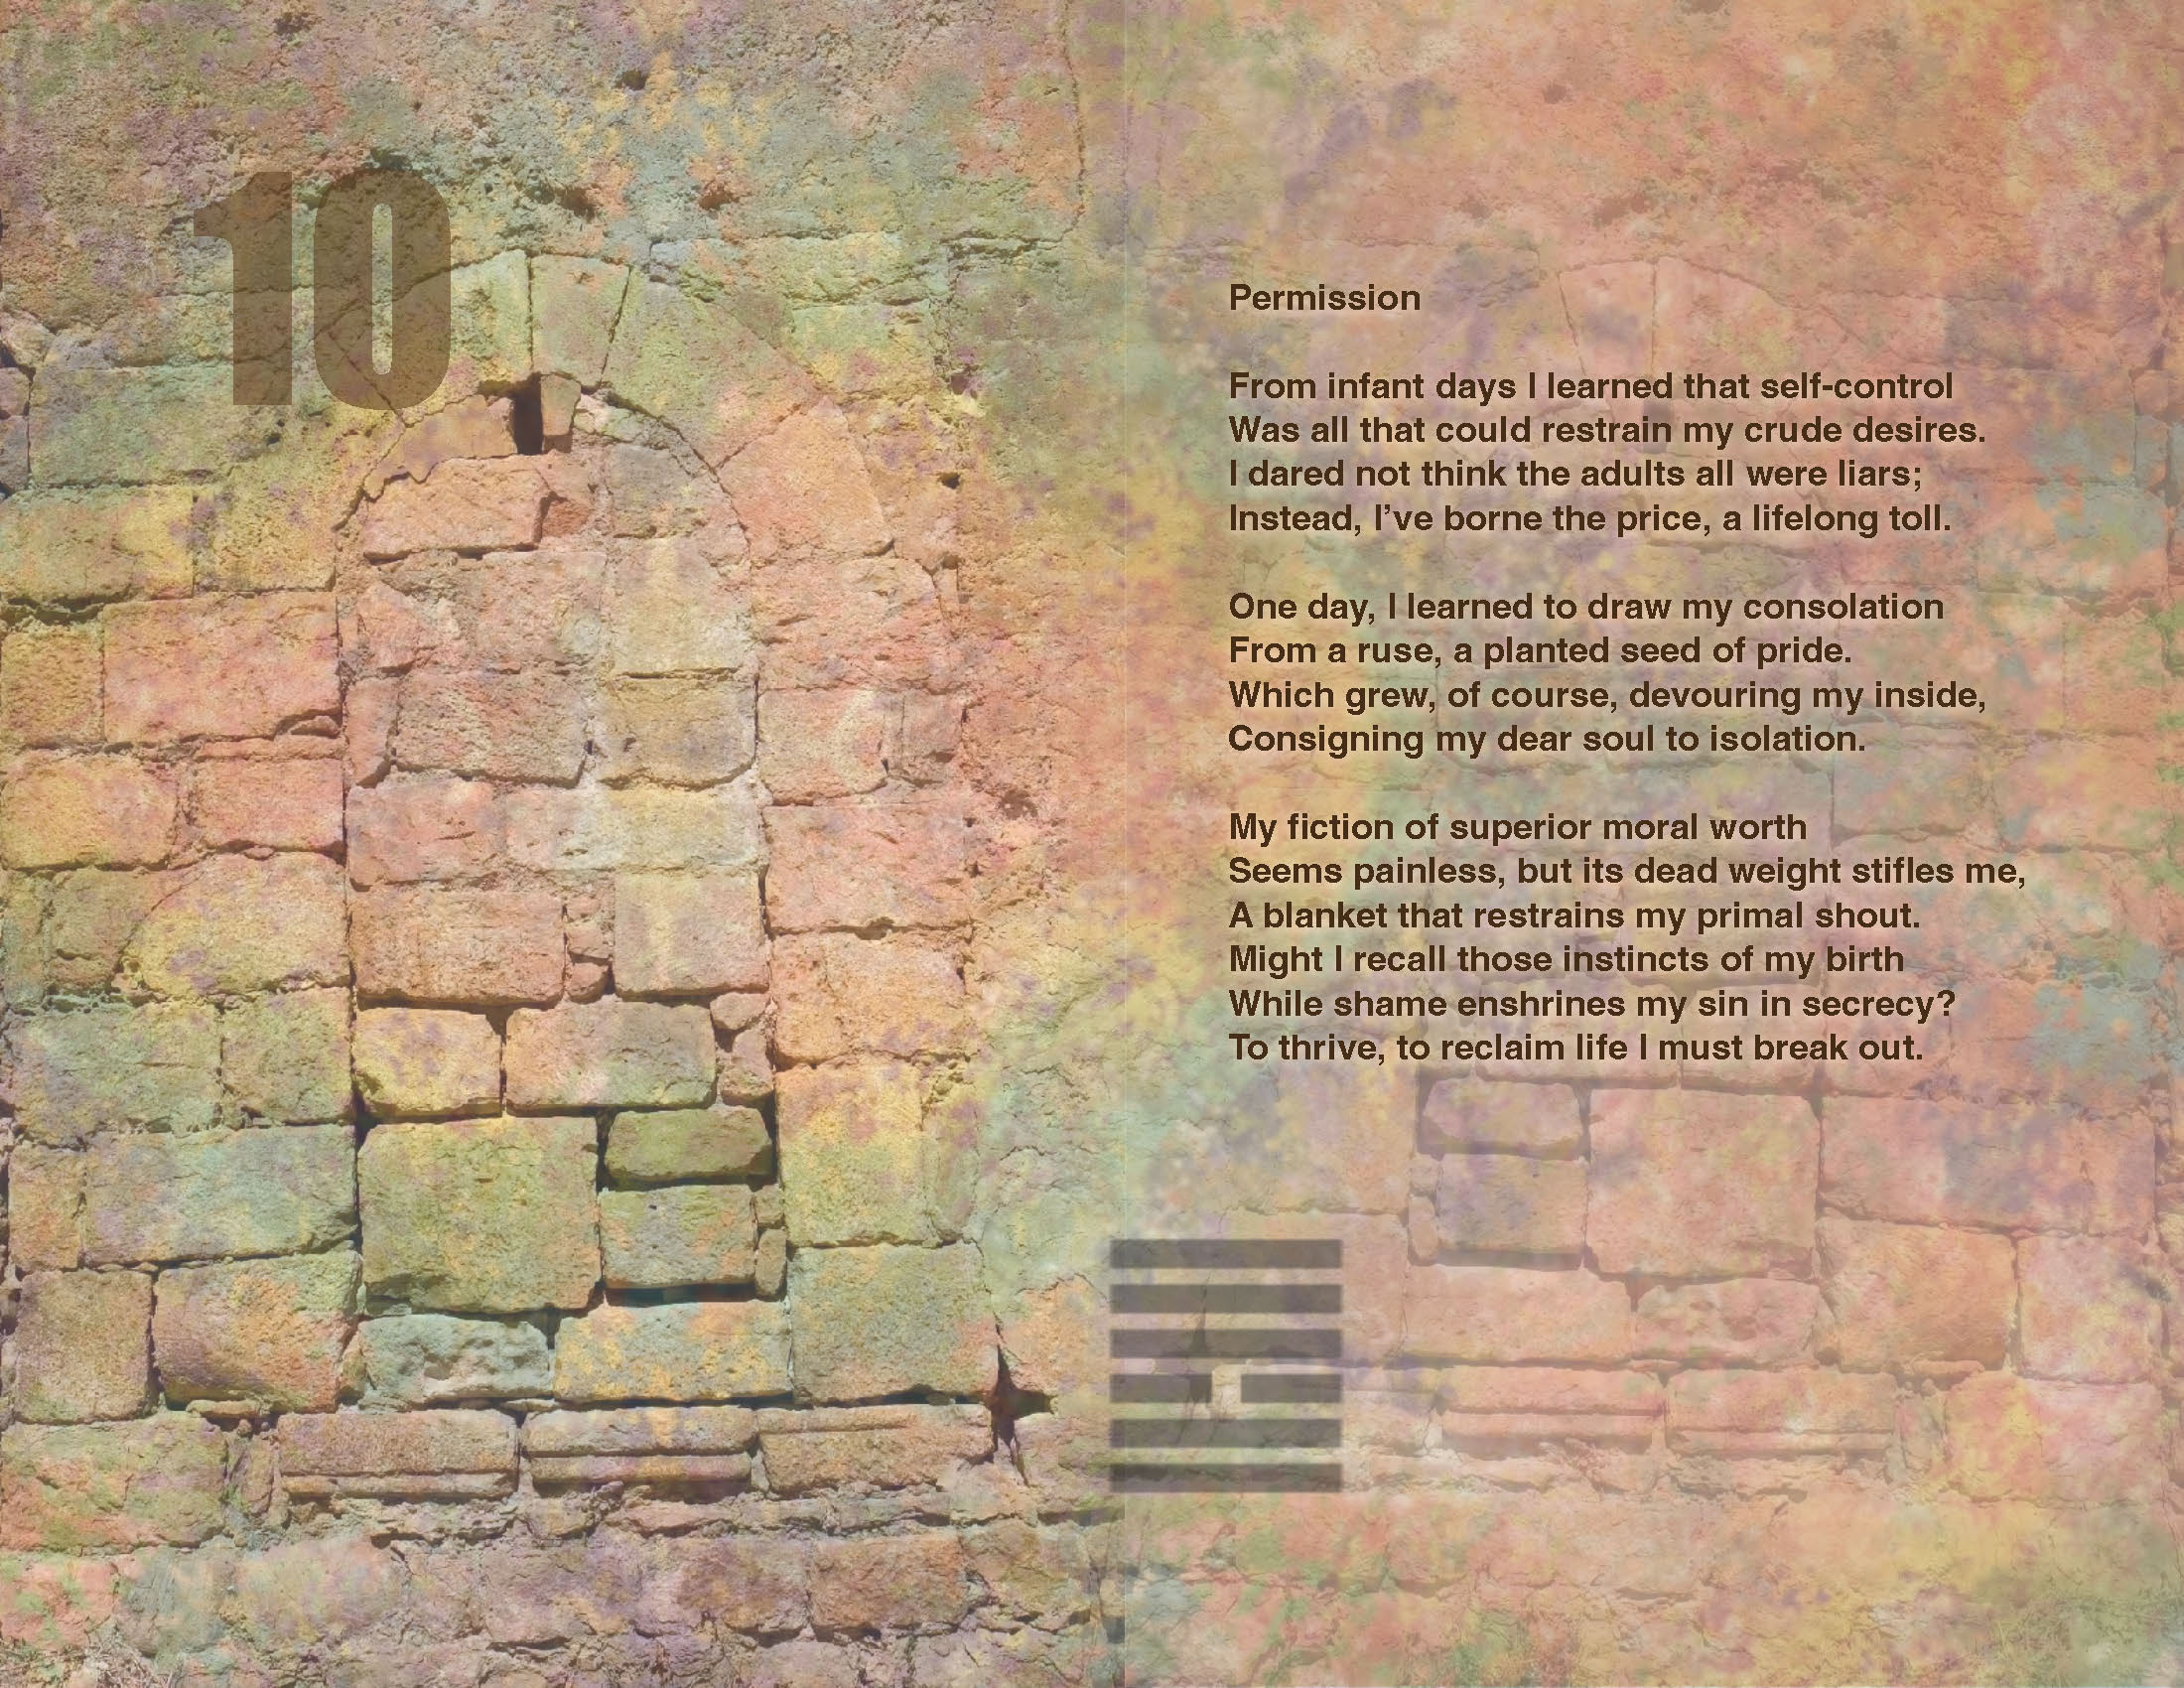 10
Permission
From infant days I learned that self-control
Was all that could restrain my crude desires.
I dared not think the adults all were liars;
Instead, I’ve borne the price, a lifelong toll.
One day, I learned to draw my consolation
From a ruse, a planted seed of pride.
Which grew, of course, devouring my inside,
Consigning my dear soul to isolation.
My fiction of superior moral worth
Seems painless, but its dead weight stifles me,
A blanket that restrains my primal shout.
Might I recall those instincts of my birth
While shame enshrines my sin in secrecy?
To thrive, to reclaim life I must break out.